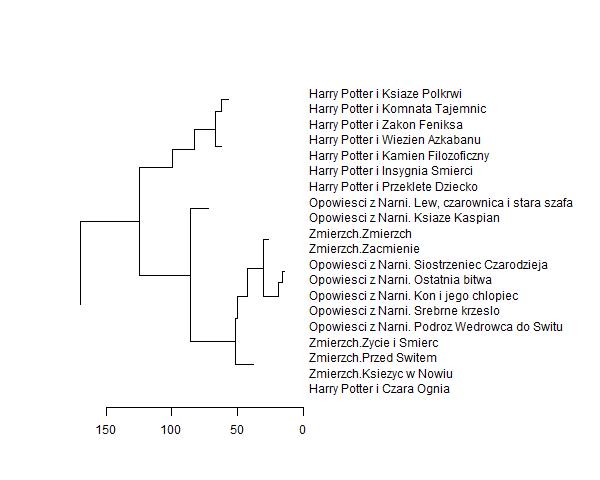 Harry Potter i Ksiaze Polkrwi
Harry Potter i Komnata Tajemnic
Harry Potter i Zakon Feniksa
Harry Potter i Wiezien Azkabanu
Harry Potter i Kamien Filozoficzny
Harry Potter i Insygnia Smierci
Harry Potter i Przeklete Dziecko
Opowiesci z Narni. Lew, czarownica i stara szafa
Opowiesci z Narni. Ksiaze Kaspian
Zmierzch.Zmierzch
Zmierzch.Zacmienie
Opowiesci z Narni. Siostrzeniec Czarodzieja
Opowiesci z Narni. Ostatnia bitwa
Opowiesci z Narni. Kon i jego chlopiec
Opowiesci z Narni. Srebrne krzeslo
Opowiesci z Narni. Podroz Wedrowca do Switu
Zmierzch.Zycie i Smierc
Zmierzch.Przed Switem
Zmierzch.Ksiezyc w Nowiu
Harry Potter i Czara Ognia
150 100 50 0